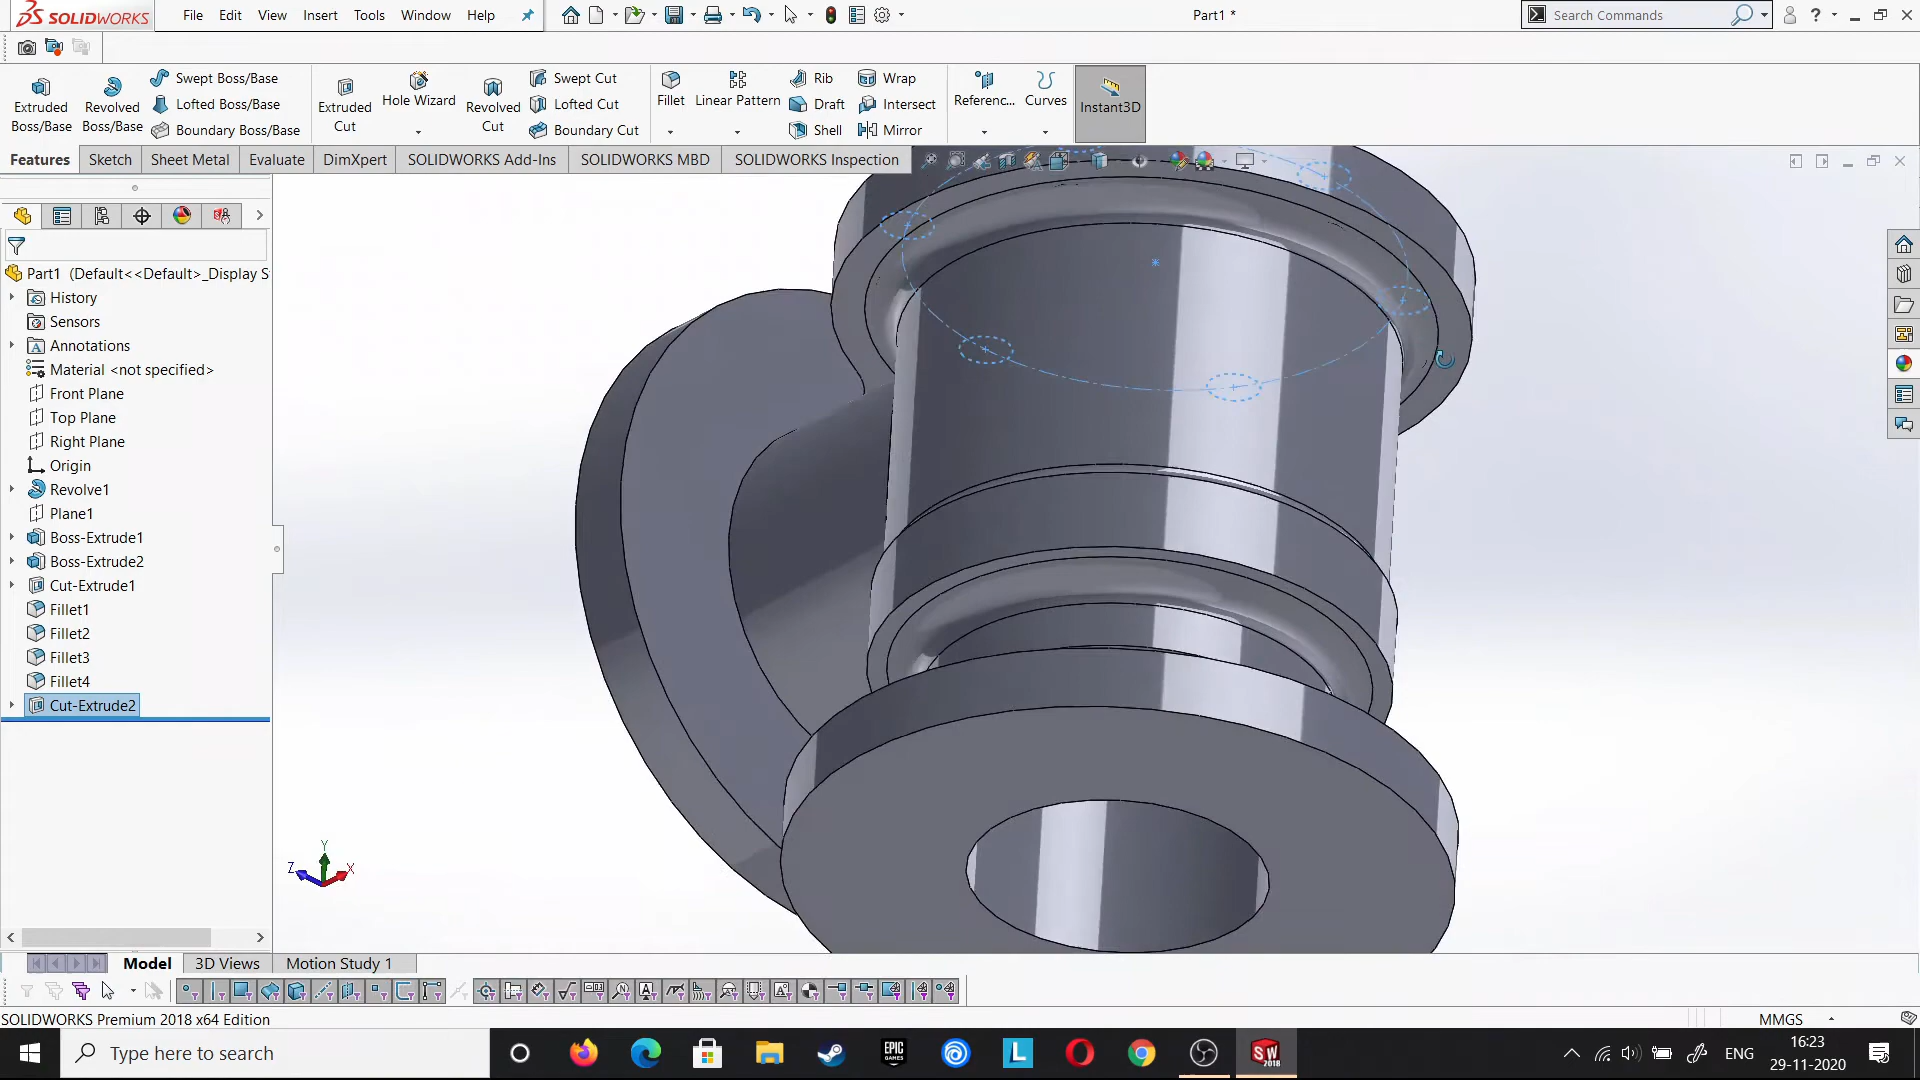 SOLIDWORKS
File Edit View Insert Tools Window Help
Part1 *
Search Commands
Extruded Boss/Base
Revolved Boss/Base
Swept Boss/Base
Lofted Boss/Base
Boundary Boss/Base
Extruded Cut
Hole Wizard
Revolved Cut
Swept Cut
Lofted Cut
Boundary Cut
Fillet
Linear Pattern
Rib
Draft
Shell
Wrap
Intersect
Mirror
Referenc...
Curves
Instant3D
Features Sketch Sheet Metal Evaluate DimXpert SOLIDWORKS Add-Ins SOLIDWORKS MBD SOLIDWORKS Inspection
Part1 (Default<<Default>_Display S
History
Sensors
Annotations
Material <not specified>
Front Plane
Top Plane
Right Plane
Origin
Revolve1
Plane1
Boss-Extrude1
Boss-Extrude2
Cut-Extrude1
Fillet1
Fillet2
Fillet3
Fillet4
Cut-Extrude2
Y
Z
X
Model 3D Views Motion Study 1
SOLIDWORKS Premium 2018 x64 Edition
MMGS
Type here to search
EPIC GAMES
L
SW 2018
ENG
16:23
29-11-2020